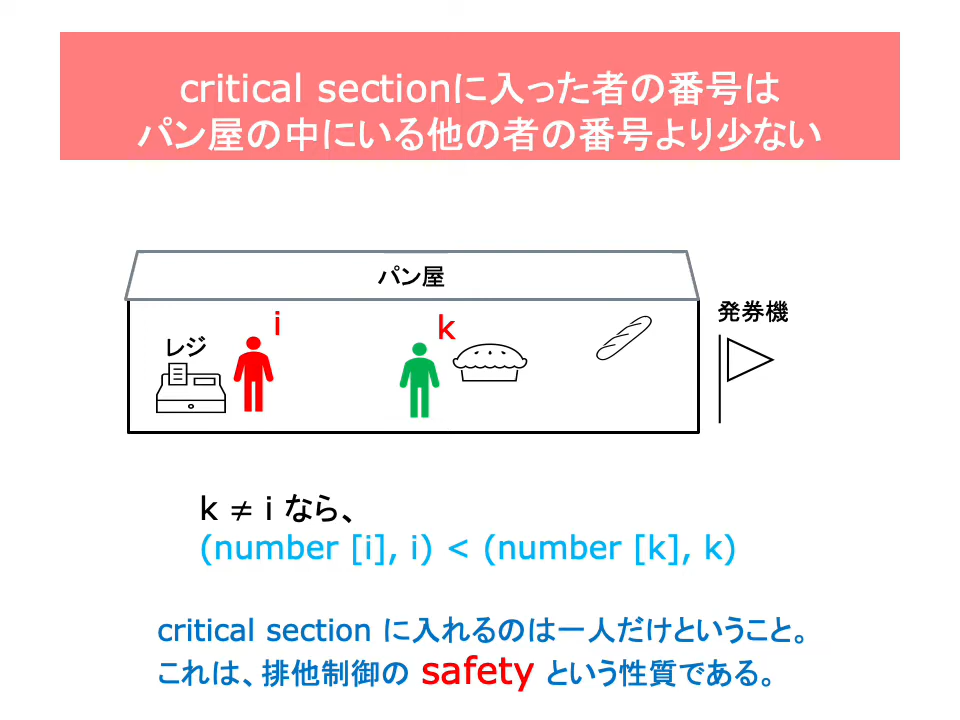 critical sectionに入った者の番号は
パン屋の中にいる他の者の番号より少ない
パン屋
発券機
i
k
レジ
k ≠ i なら、
(number [i], i) < (number [k], k)
critical section に入れるのは一人だけということ。
これは、排他制御の safety という性質である。